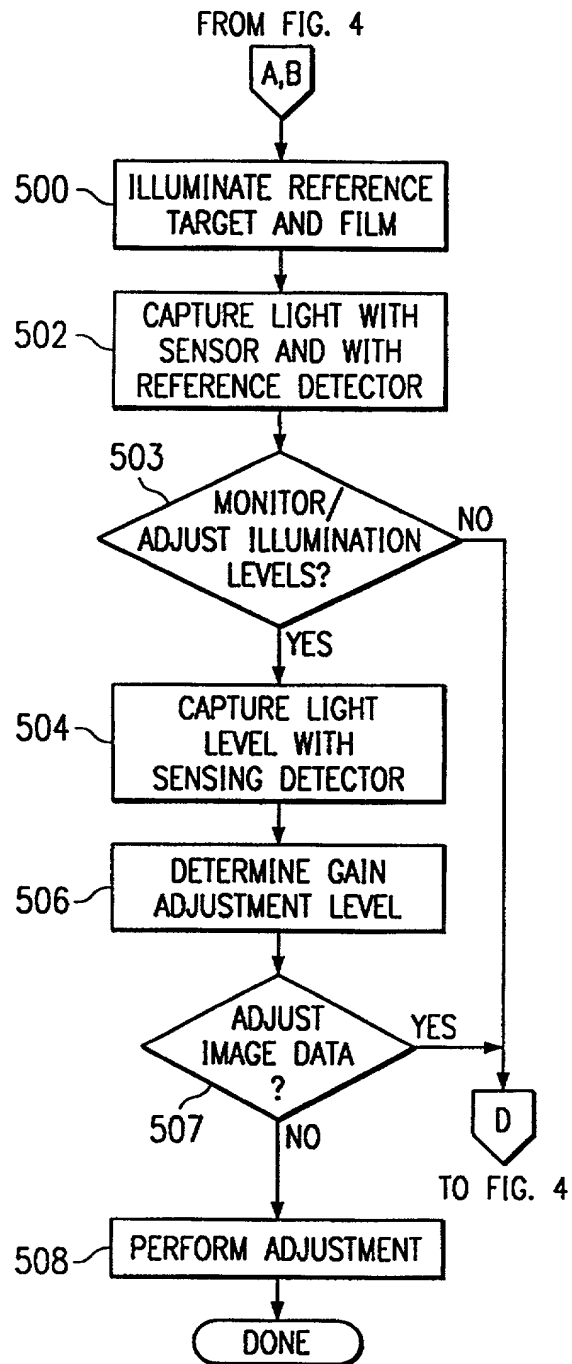 FROM FIG. 4
A,B
500
ILLUMINATE REFERENCE
TARGET AND FILM
502
CAPTURE LIGHT WITH
SENSOR AND WITH
REFERENCE DETECTOR
503
MONITOR/
ADJUST ILLUMINATION
LEVELS?
NO
YES
504
CAPTURE LIGHT
LEVEL WITH
SENSING DETECTOR
506
DETERMINE GAIN
ADJUSTMENT LEVEL
ADJUST
IMAGE DATA
?
YES
507
NO
D
TO FIG. 4
508
PERFORM ADJUSTMENT
DONE